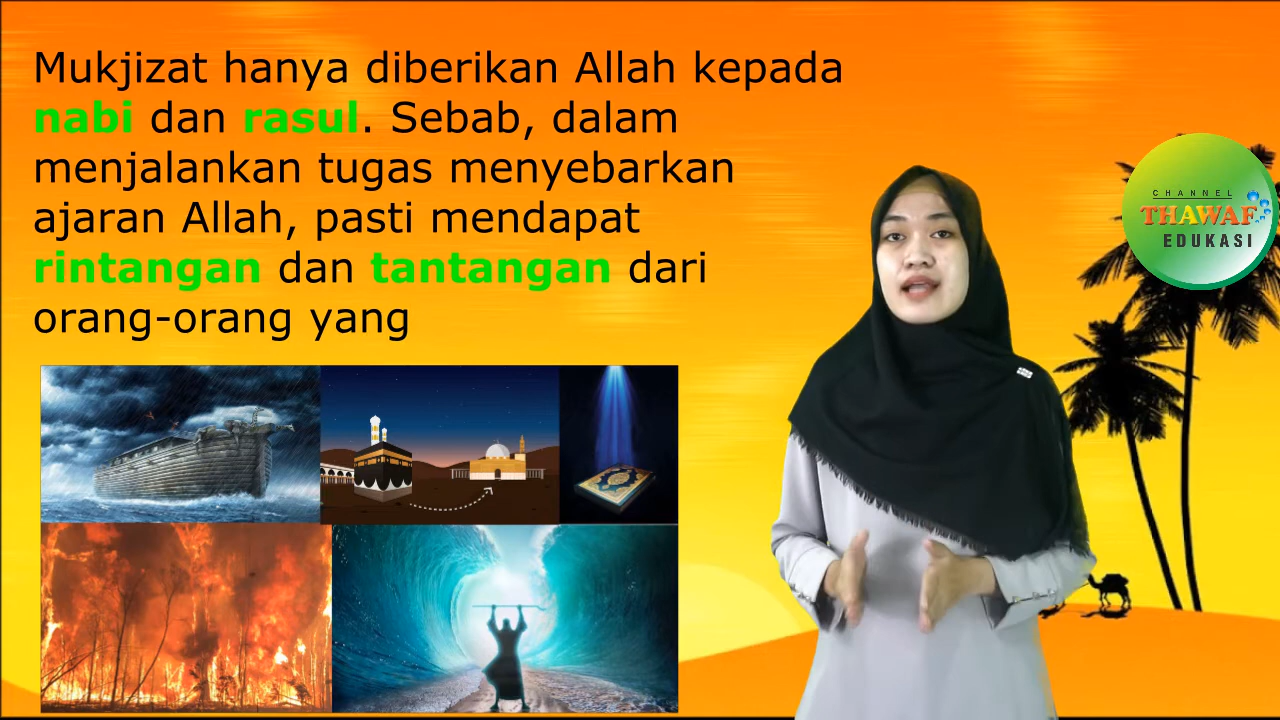 Mukjizat hanya diberikan Allah kepada
nabi dan rasul. Sebab, dalam
menjalankan tugas menyebarkan
ajaran Allah, pasti mendapat
rintangan dan tantangan dari
orang-orang yang
CHANNEL
THAWAF
EDUKASI